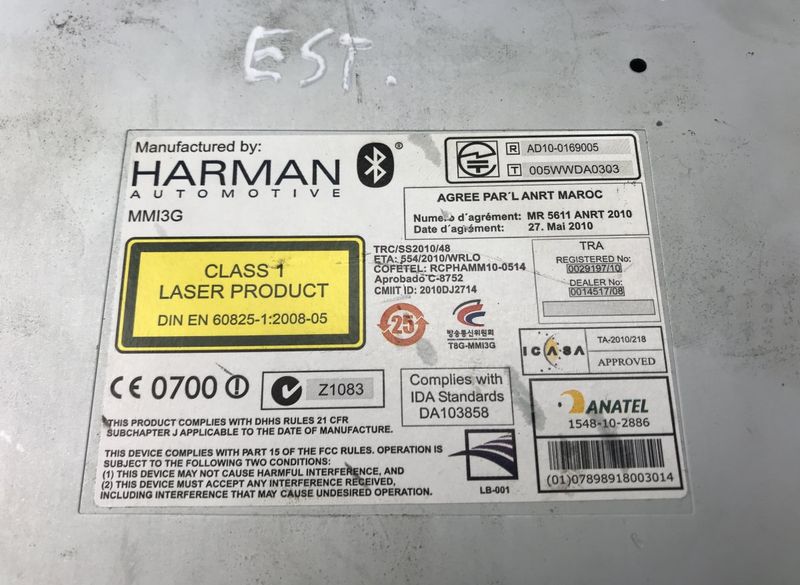 EST.
Manufactured by:
HARMAN
AUTOMOTIVE
MMI3G
®
R AD10-0169005
T 005WWDA0303
AGREE PAR´L ANRT MAROC
Numero d´agrément: MR 5611 ANRT 2010
Date d´agrément: 27. Mai 2010
CLASS 1
LASER PRODUCT
DIN EN 60825-1:2008-05
TRC/SS2010/48
ETA: 554/2010/WRLO
COFETEL: RCPHAMM10-0514
Aprobado C-8752
CMIIT ID: 2010DJ2714
25
방송통신위원회
T8G-MMI3G
TRA
REGISTERED No:
0029197/10
DEALER No:
0014517/08
ICASA
TA-2010/218
APPROVED
CE 0700
Z1083
Complies with
IDA Standards
DA103858
ANATEL
1548-10-2886
(01)07898918003014
THIS PRODUCT COMPLIES WITH DHHS RULES 21 CFR
SUBCHAPTER J APPLICABLE TO THE DATE OF MANUFACTURE.
THIS DEVICE COMPLIES WITH PART 15 OF THE FCC RULES. OPERATION IS
SUBJECT TO THE FOLLOWING TWO CONDITIONS:
(1) THIS DEVICE MAY NOT CAUSE HARMFUL INTERFERENCE, AND
(2) THIS DEVICE MUST ACCEPT ANY INTERFERENCE RECEIVED,
INCLUDING INTERFERENCE THAT MAY CAUSE UNDESIRED OPERATION.
LB-001